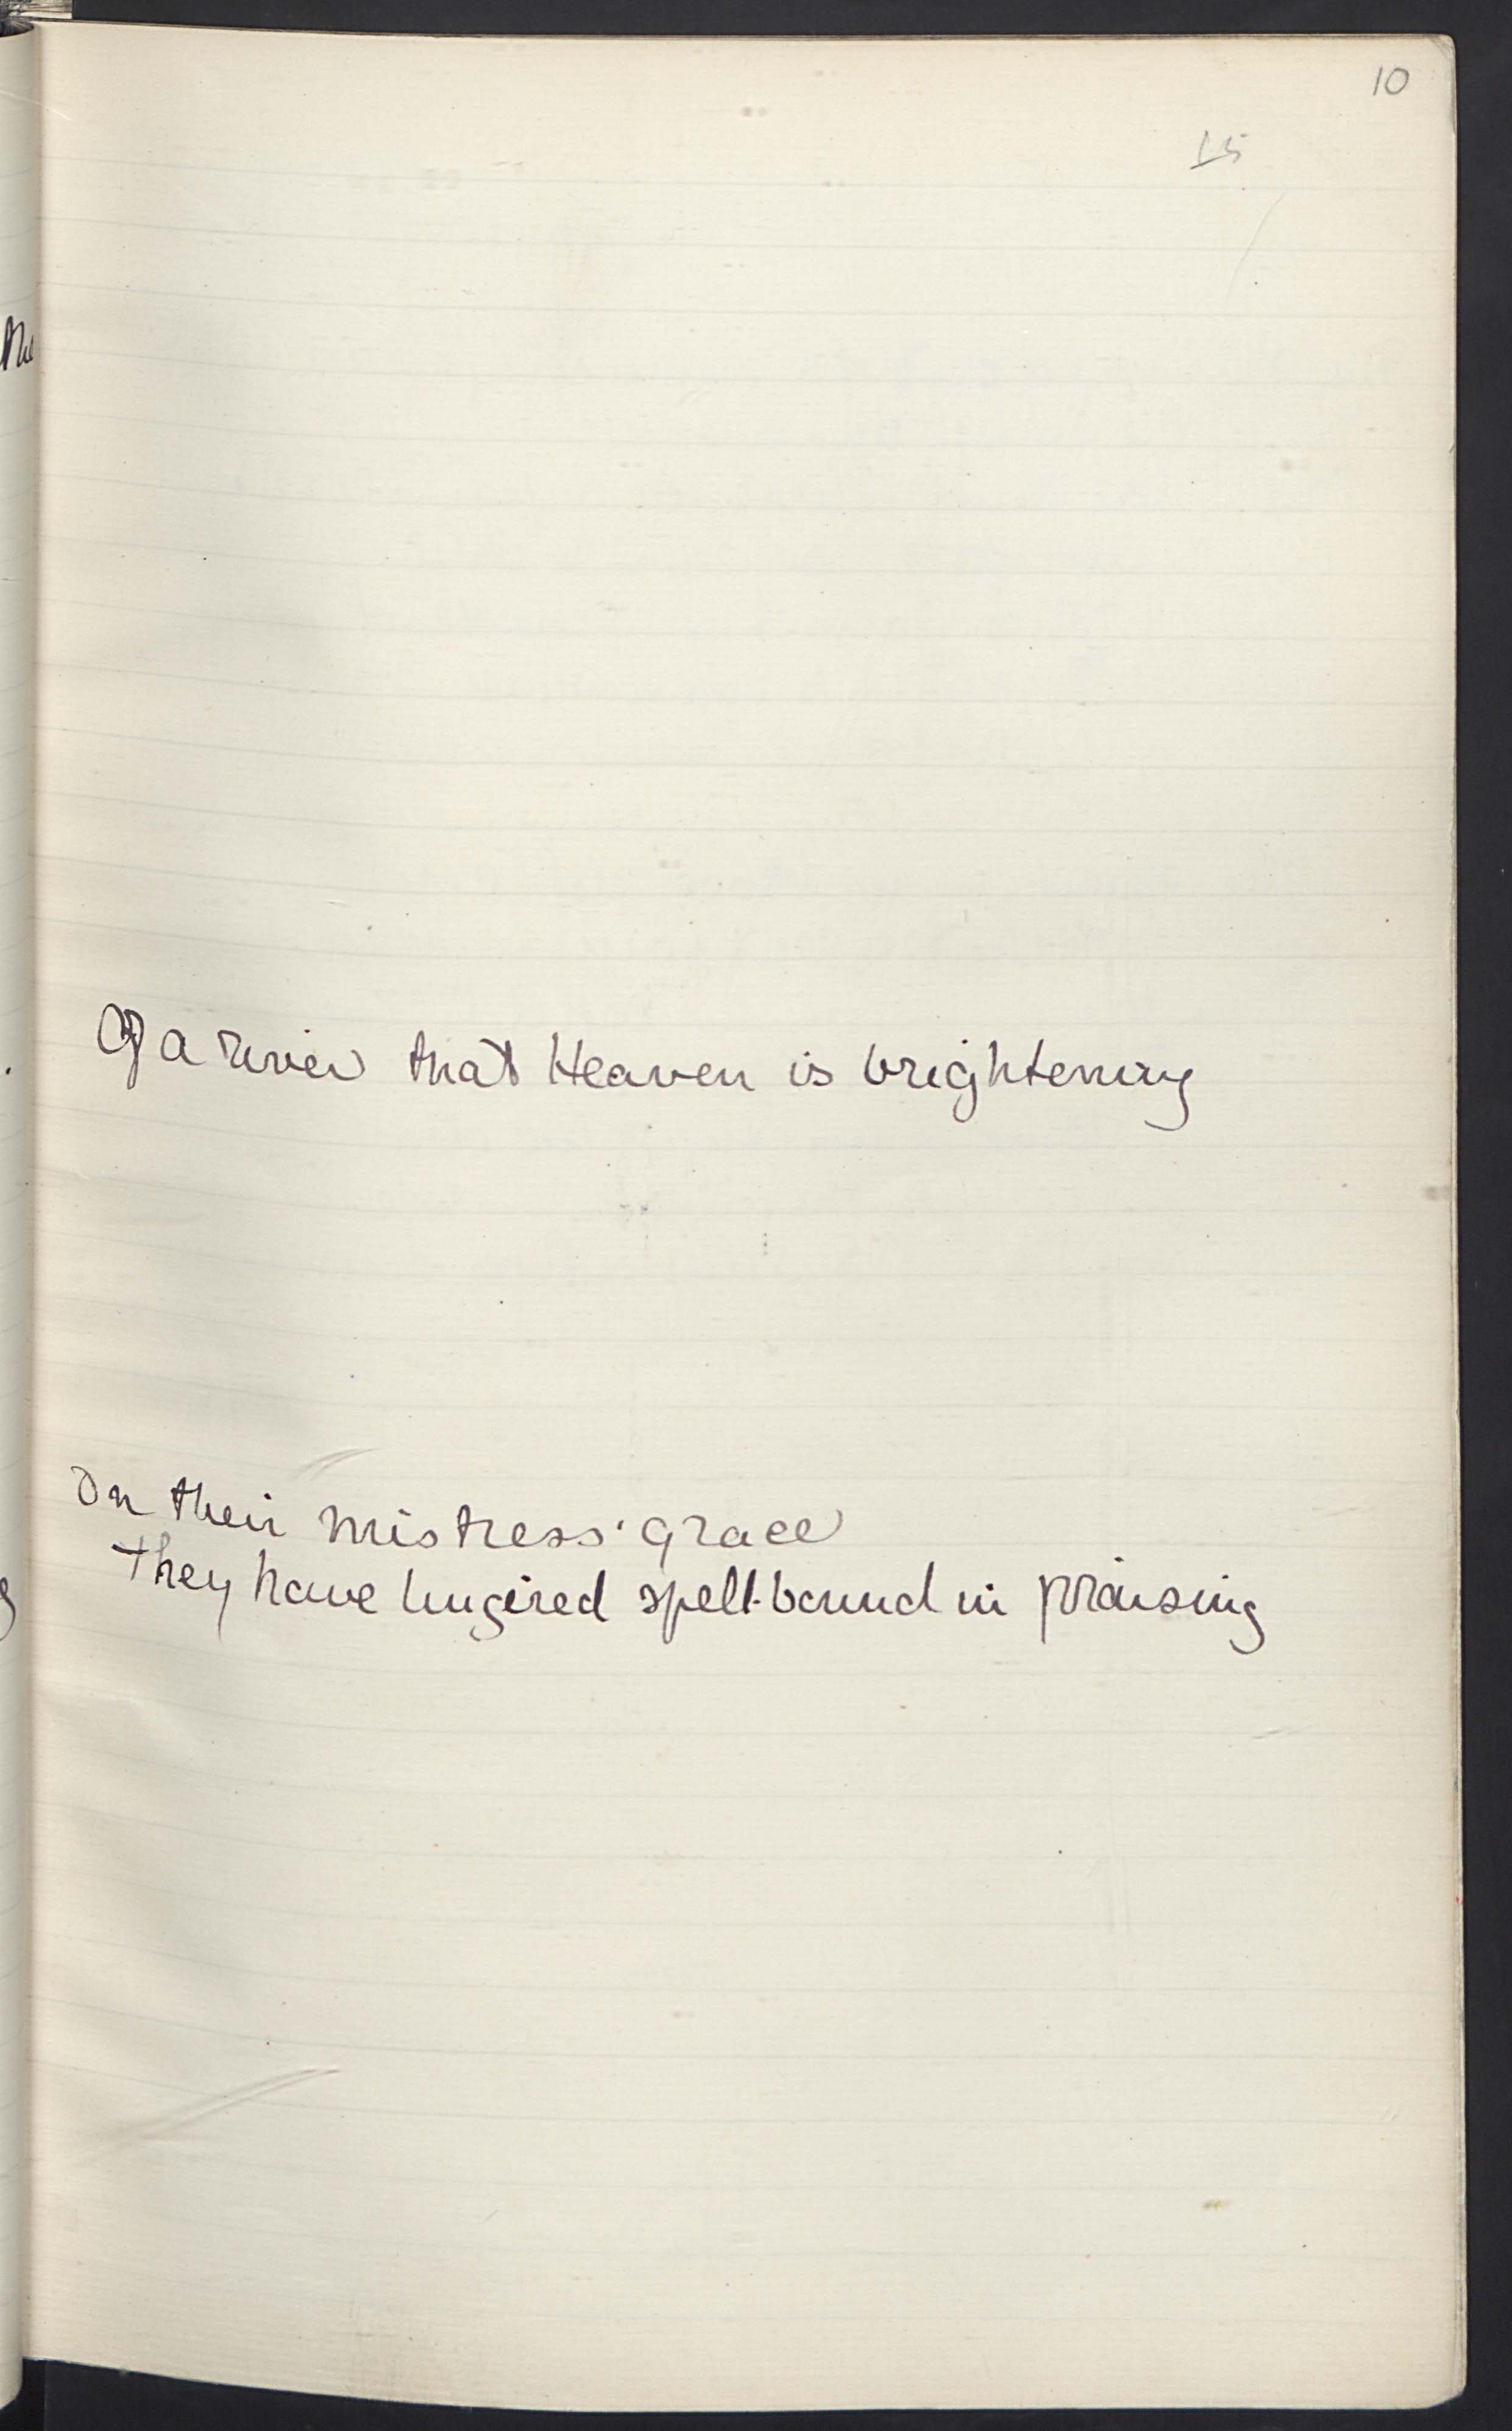 10
15
Of a river that Heaven is brightening
On their mistress' grace
They have lingered spell-bound in praising